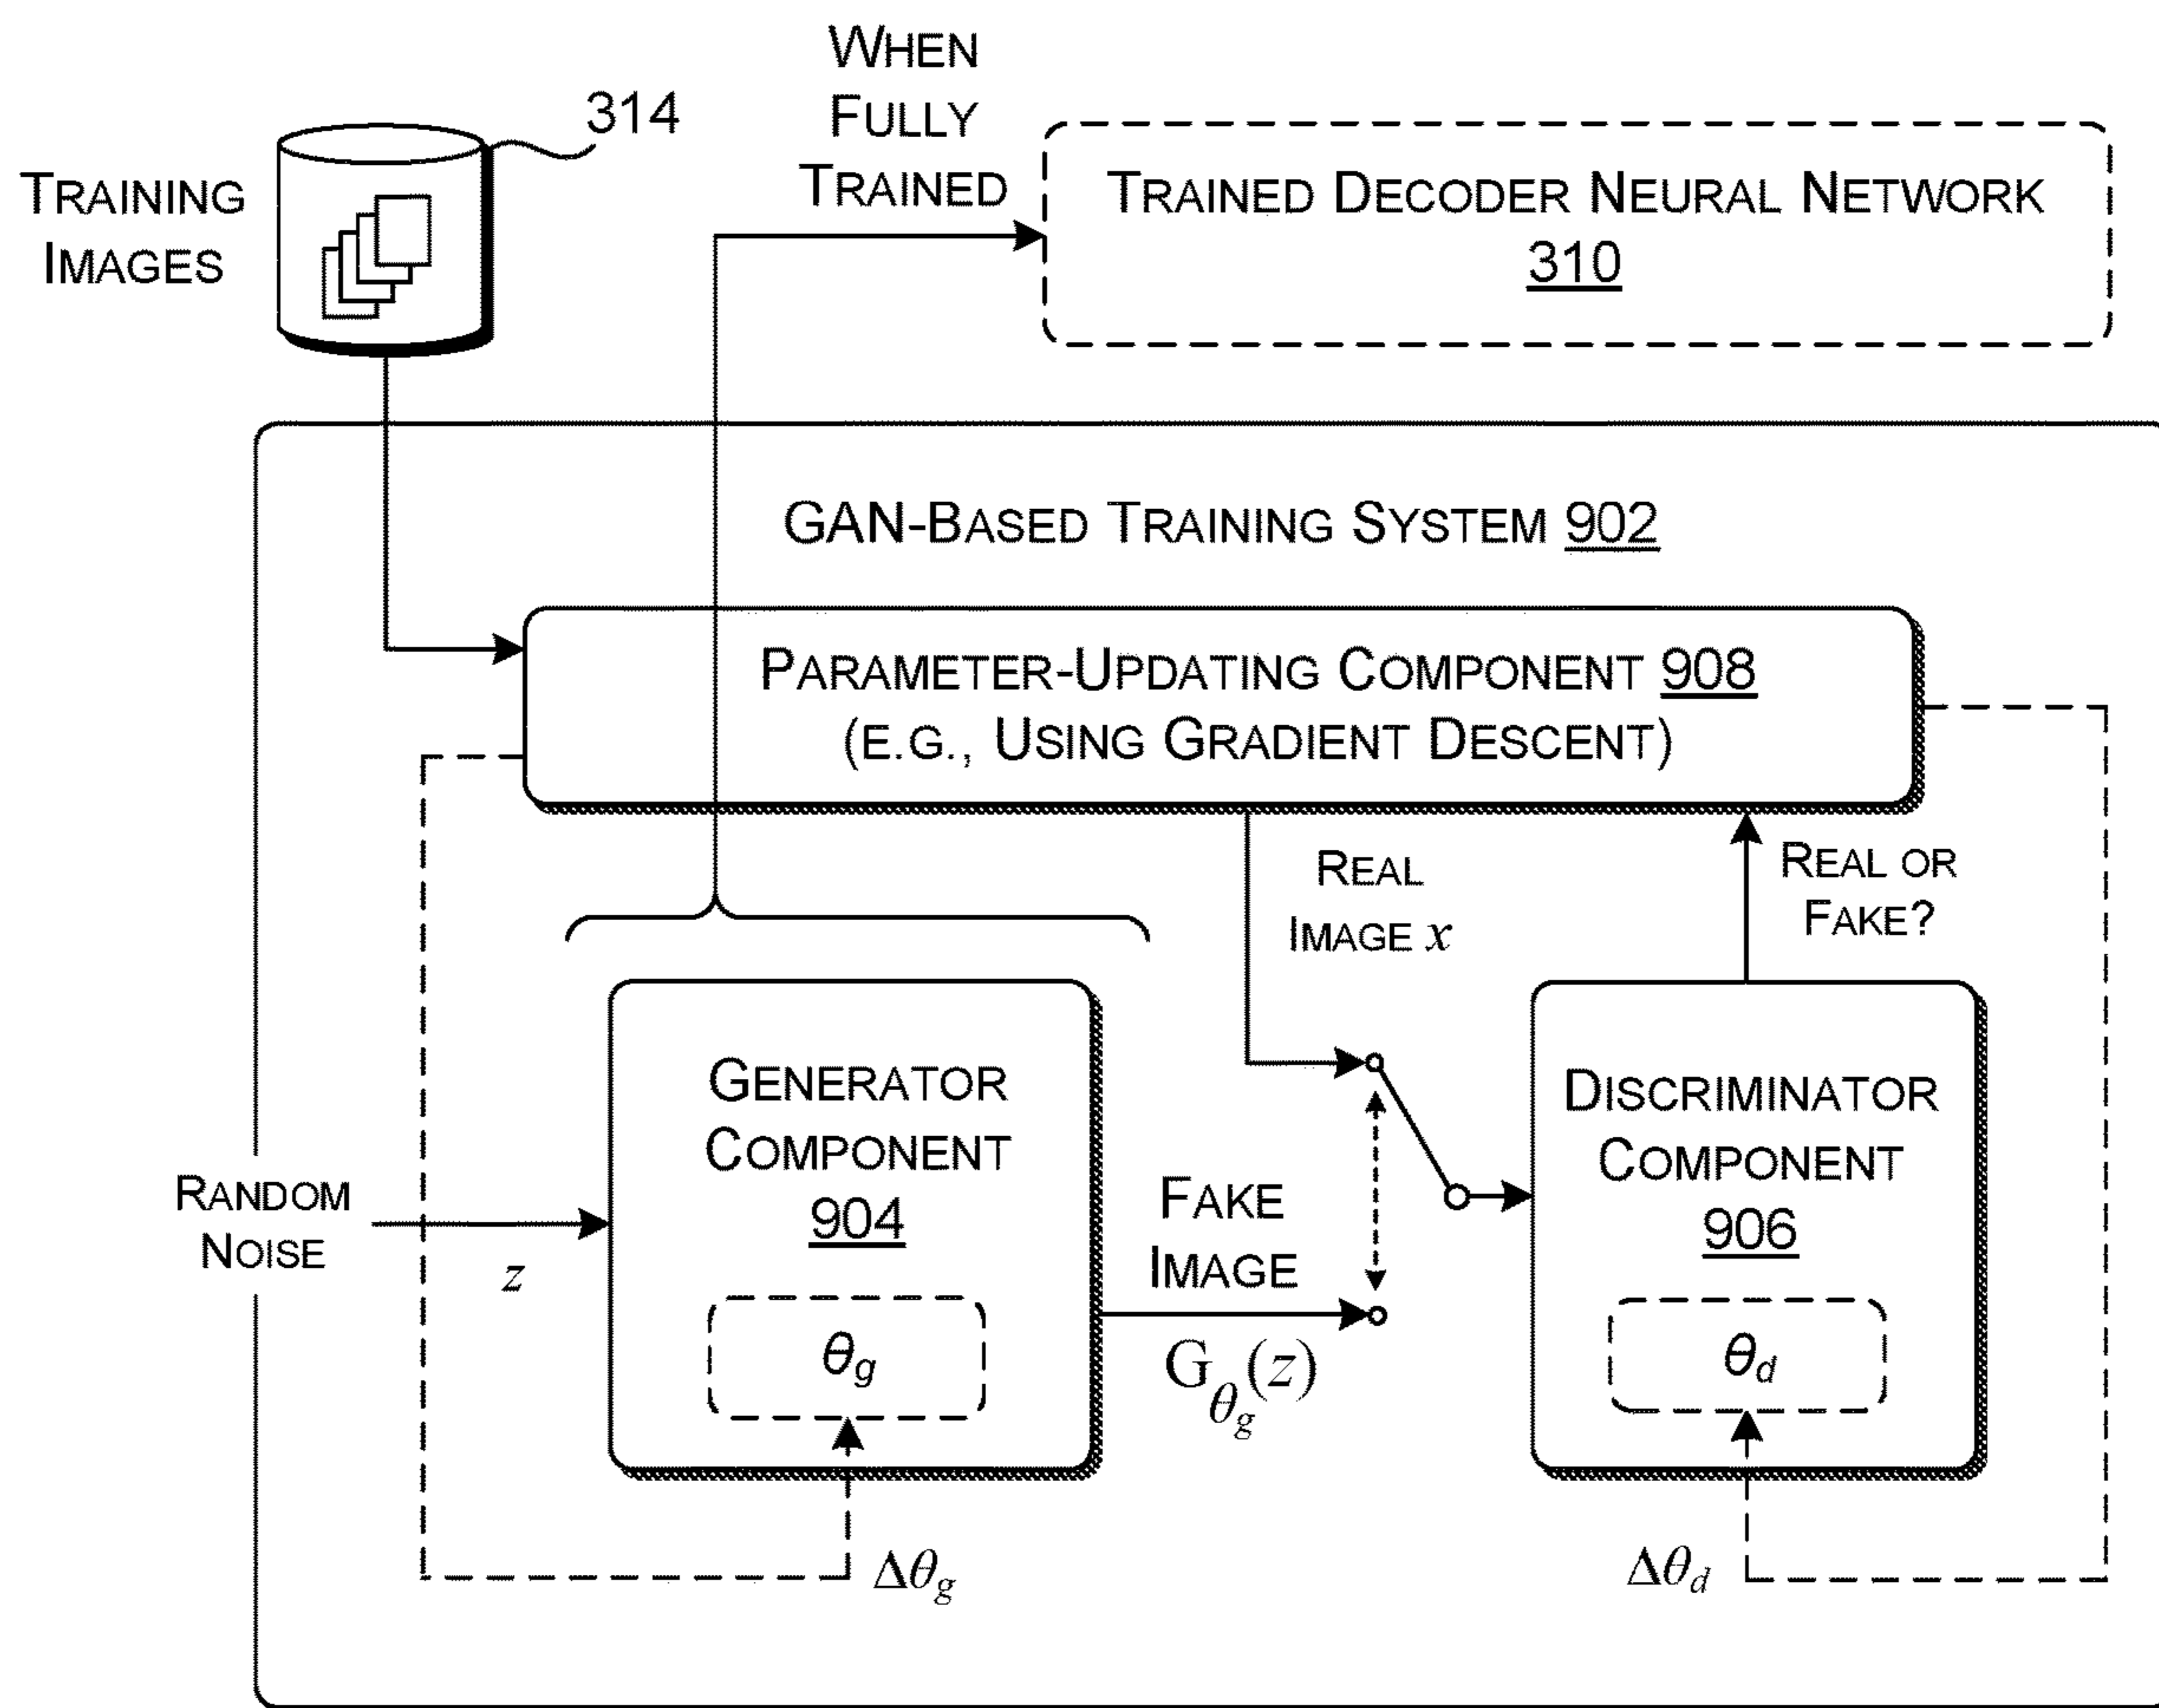 WHEN
FULLY
TRAINED
314
TRAINING
IMAGES
TRAINED DECODER NEURAL NETWORK
310
GAN-BASED TRAINING SYSTEM 902
PARAMETER-UPDATING COMPONENT 908
(E.G., USING GRADIENT DESCENT)
REAL
IMAGE x
REAL OR
FAKE?
GENERATOR
COMPONENT
904
θg
RANDOM
NOISE
z
FAKE
IMAGE
Gθg(z)
DISCRIMINATOR
COMPONENT
906
θd
Δθg
Δθd